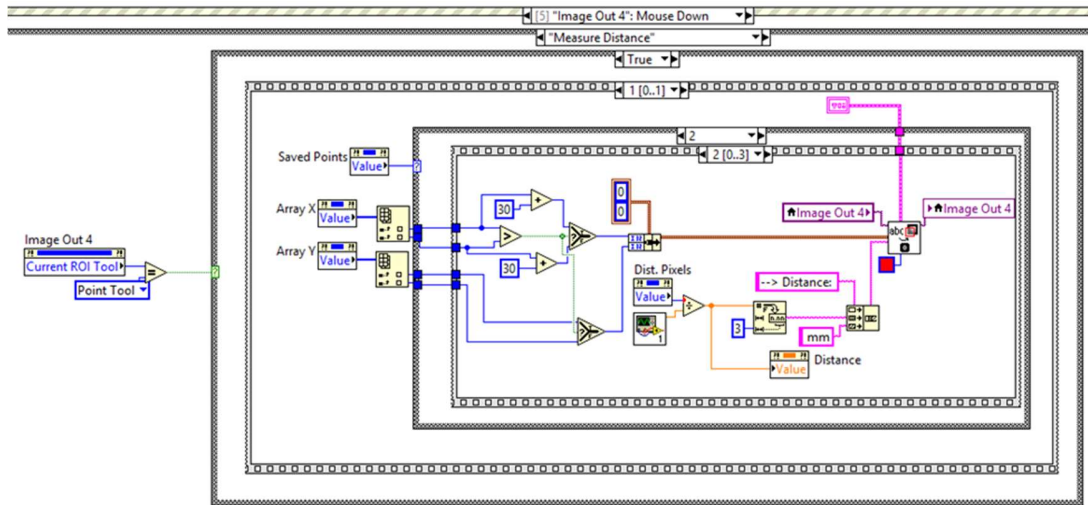 [5] "Image Out 4": Mouse Down
"Measure Distance"
True
1 [0..1]
2
2 [0..3]
Saved Points
Value
Array X
Value
Array Y
Value
30
+
>
+
30
0
0
Image Out 4
Image Out 4
abc
Image Out 4
Current ROI Tool
=
Point Tool
Dist. Pixels
Value
÷
1
--> Distance:
3
mm
Distance
Value